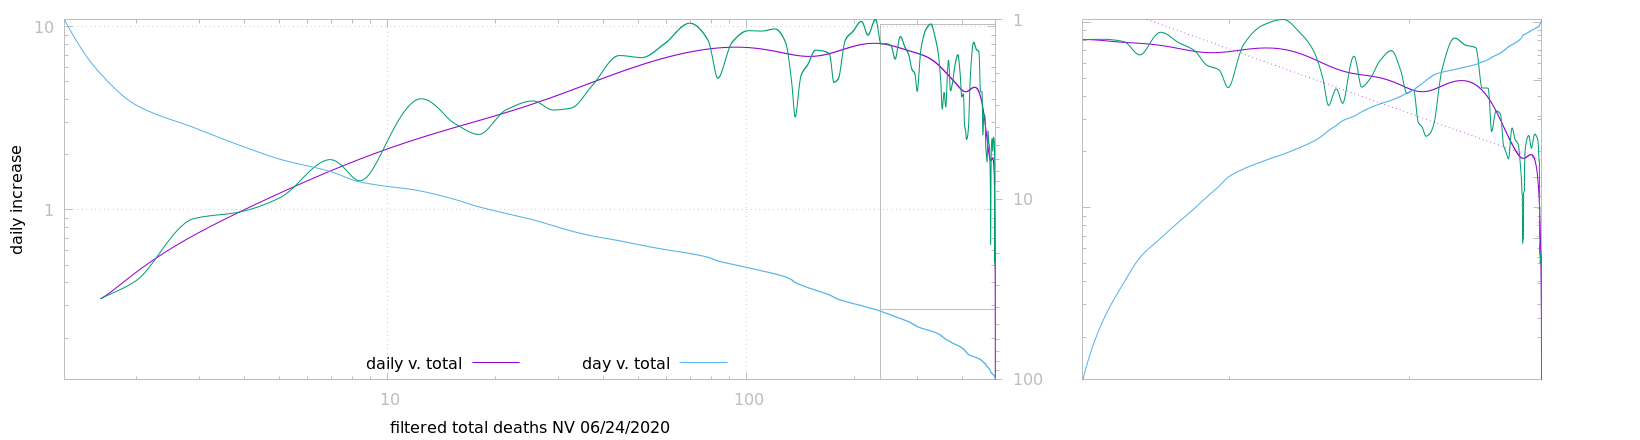 10
1
daily increase
1
10
100
daily v. total
day v. total
10
100
filtered total deaths NV 06/24/2020